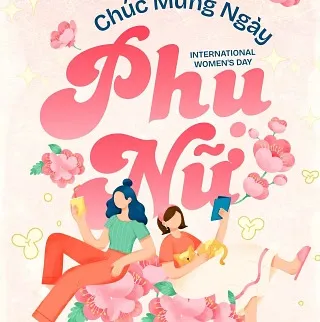 Chúc Mừng Ngày
INTERNATIONAL
WOMEN'S DAY
Phụ
Nữ